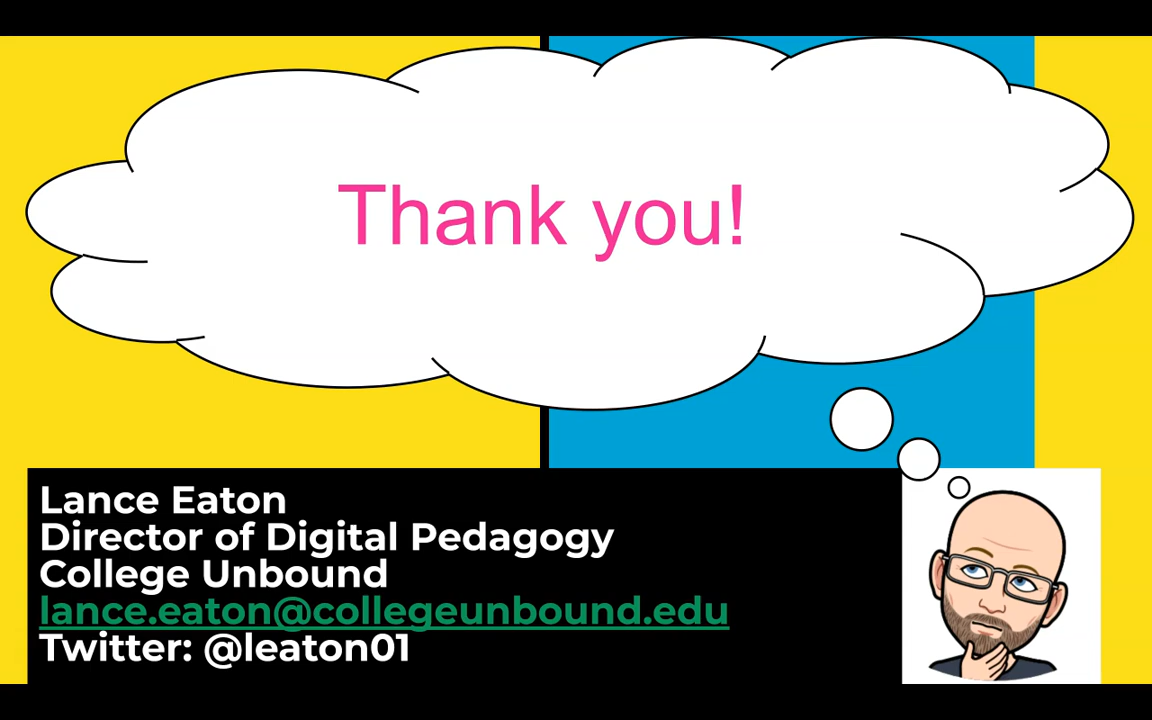 Thank you!
Lance Eaton
Director of Digital Pedagogy
College Unbound
lance.eaton@collegeunbound.edu
Twitter: @leaton01